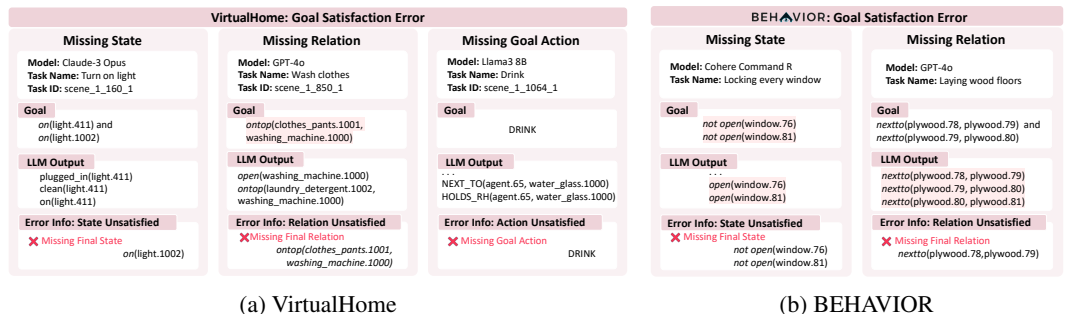 VirtualHome: Goal Satisfaction Error
Missing State
Model: Claude-3 Opus
Task Name: Turn on light
Task ID: scene_1_160_1
Goal
on(light.411) and
on(light.1002)
LLM Output
plugged_in(light.411)
clean(light.411)
on(light.411)
Error Info: State Unsatisfied
❌ Missing Final State
on(light.1002)
Missing Relation
Model: GPT-4o
Task Name: Wash clothes
Task ID: scene_1_850_1
Goal
ontop(clothes_pants.1001,
washing_machine.1000)
LLM Output
open(washing_machine.1000)
ontop(laundry_detergent.1002,
washing_machine.1000)
Error Info: Relation Unsatisfied
❌Missing Final Relation
ontop(clothes_pants.1001,
washing_machine.1000)
Missing Goal Action
Model: Llama3 8B
Task Name: Drink
Task ID: scene_1_1064_1
Goal
DRINK
LLM Output
. . .
NEXT_TO(agent.65, water_glass.1000)
HOLDS_RH(agent.65, water_glass.1000)
Error Info: Action Unsatisfied
❌ Missing Goal Action
DRINK
(a) VirtualHome
BEHAVIOR: Goal Satisfaction Error
Missing State
Model: Cohere Command R
Task Name: Locking every window
Goal
not open(window.76)
not open(window.81)
LLM Output
. . .
open(window.76)
open(window.81)
Error Info: State Unsatisfied
❌ Missing Final State
not open(window.76)
not open(window.81)
Missing Relation
Model: GPT-4o
Task Name: Laying wood floors
Goal
nextto(plywood.78, plywood.79) and
nextto(plywood.79, plywood.80)
LLM Output
nextto(plywood.78, plywood.79)
nextto(plywood.79, plywood.80)
nextto(plywood.80, plywood.81)
Error Info: Relation Unsatisfied
❌ Missing Final Relation
nextto(plywood.78,plywood.79)
(b) BEHAVIOR